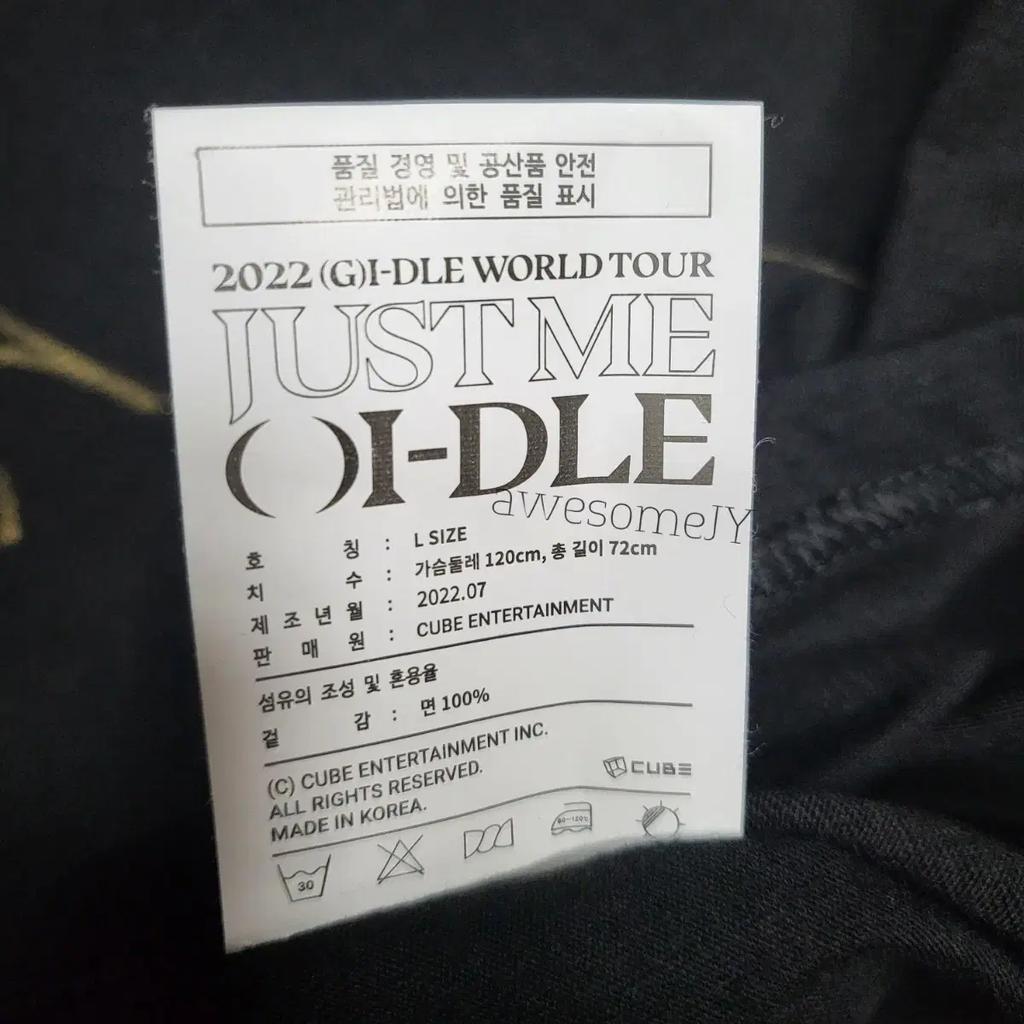 품질 경영 및 공산품 안전
관리법에 의한 품질 표시
2022 (G)I-DLE WORLD TOUR
JUST ME
( )I-DLE
awesomeJY
호 칭 : L SIZE
치 수 : 가슴둘레 120cm, 총 길이 72cm
제 조 년 월 : 2022.07
판 매 원 : CUBE ENTERTAINMENT
섬유의 조성 및 혼용율
겉 감 : 면 100%
(C) CUBE ENTERTAINMENT INC.
ALL RIGHTS RESERVED.
MADE IN KOREA.
CUBE
30
80~120℃